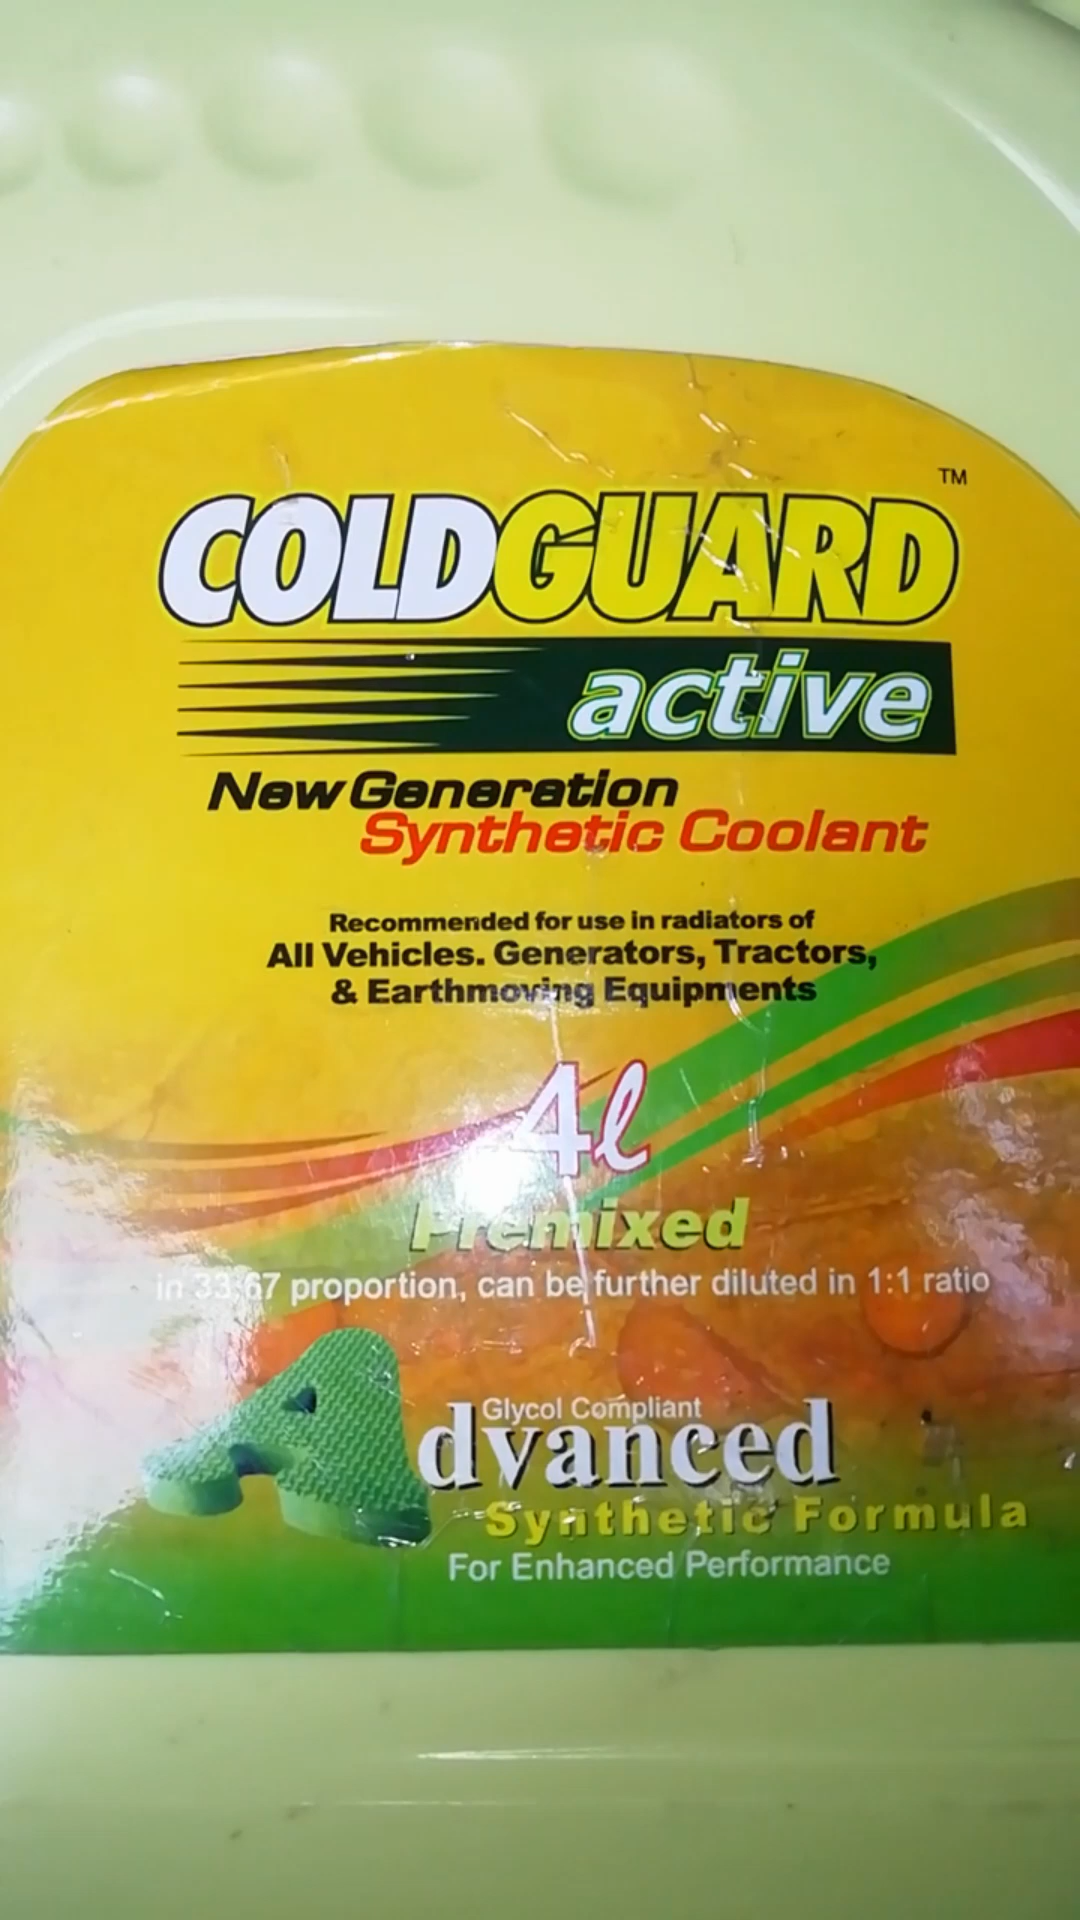 COLDGUARD™
active
New Generation
Synthetic Coolant
Recommended for use in radiators of
All Vehicles. Generators, Tractors,
& Earthmoving Equipments
4l
Premixed
in 33:67 proportion, can be further diluted in 1:1 ratio
Glycol Compliant
Advanced
Synthetic Formula
For Enhanced Performance